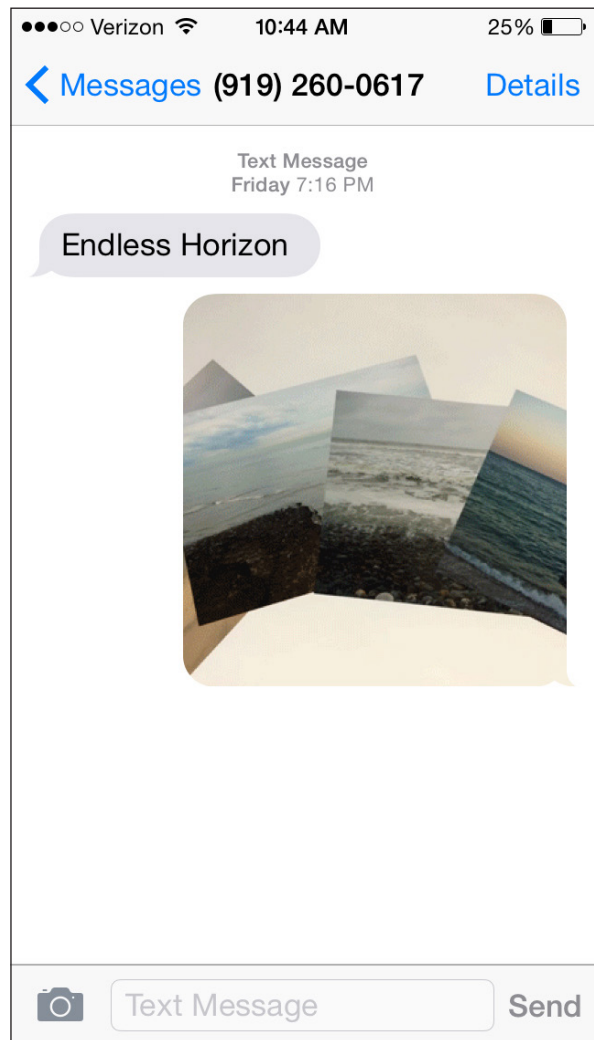 Verizon 10:44 AM 25%
Messages (919) 260-0617 Details
Text Message
Friday 7:16 PM
Endless Horizon
Text Message Send